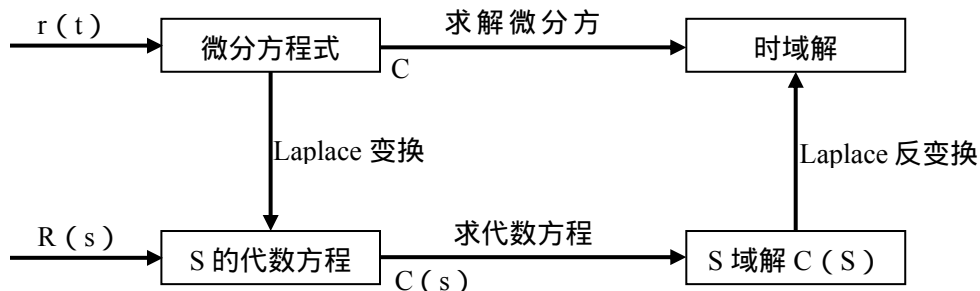 r(t)
微分方程式
求解微分方
C
时域解
Laplace 变换
Laplace 反变换
R(s)
S 的代数方程
求代数方程
C(s)
S 域解 C(S)